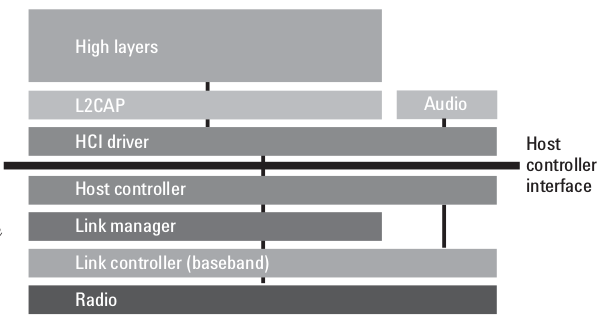 High layers
L2CAP
Audio
HCI driver
Host
controller
interface
Host controller
Link manager
Link controller (baseband)
Radio